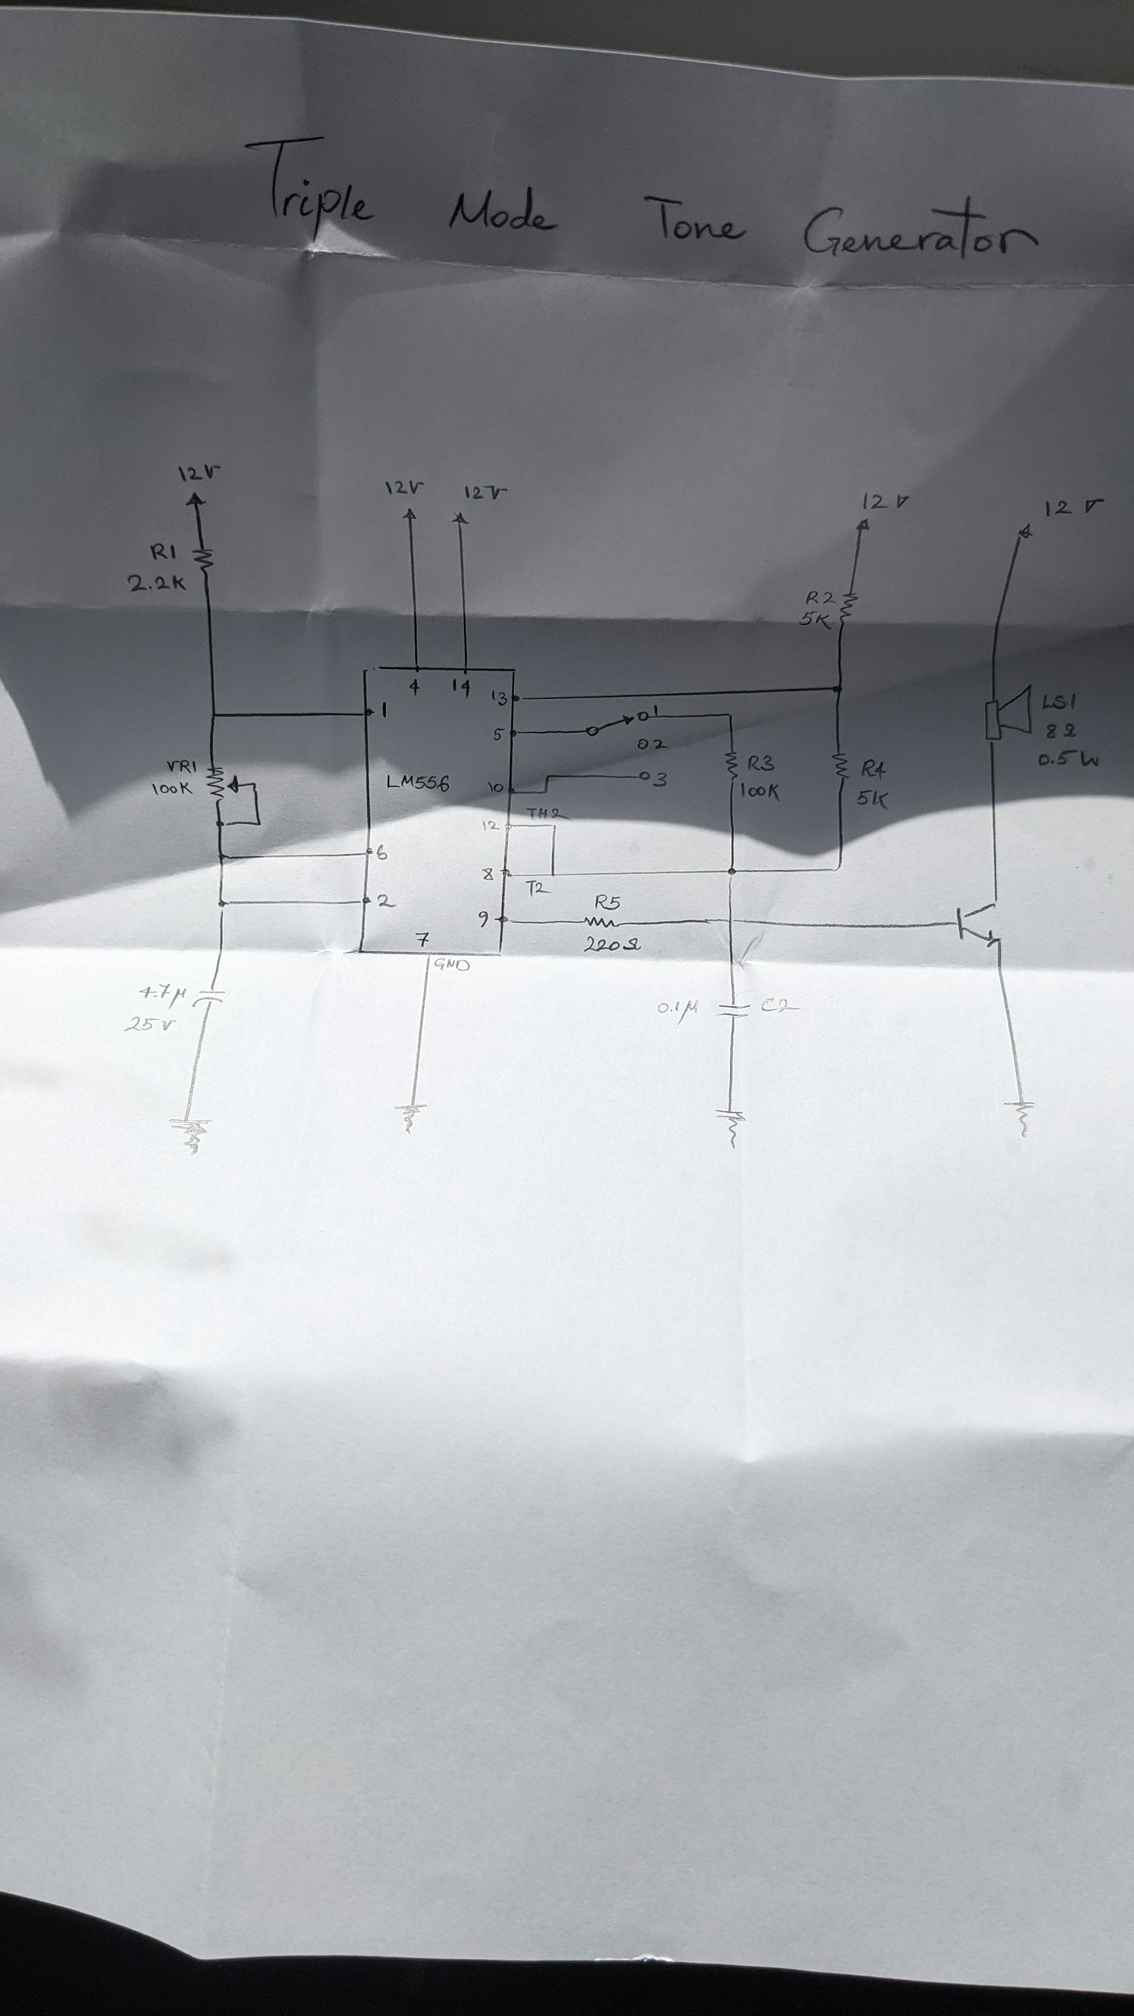 Triple Mode Tone Generator
12V
R1
2.2K
12V
12V
12V
12V
R2
5K
4
14
13
1
5
1
2
3
VR1
100K
LM556
10
R3
100K
R4
5K
LS1
8Ω
0.5W
TH2
12
6
8
T2
2
9
R5
220Ω
7
GND
4.7μ
25V
0.1μ
C2